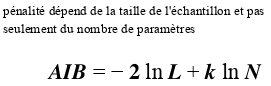 pénalité dépend de la taille de l'échantillon et pas
seulement du nombre de paramètres
AIB = − 2 ln L + k ln N